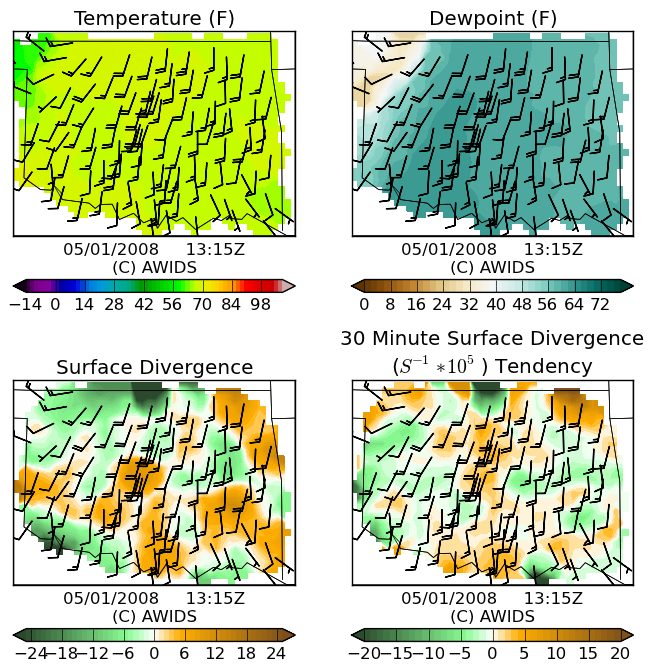 Temperature (F)
Dewpoint (F)
05/01/2008 13:15Z
(C) AWIDS
05/01/2008 13:15Z
(C) AWIDS
−14 0 14 28 42 56 70 84 98
0 8 16 24 32 40 48 56 64 72
Surface Divergence
30 Minute Surface Divergence
(S⁻¹ *10⁵ ) Tendency
05/01/2008 13:15Z
(C) AWIDS
05/01/2008 13:15Z
(C) AWIDS
−24 −18 −12 −6 0 6 12 18 24
−20 −15 −10 −5 0 5 10 15 20